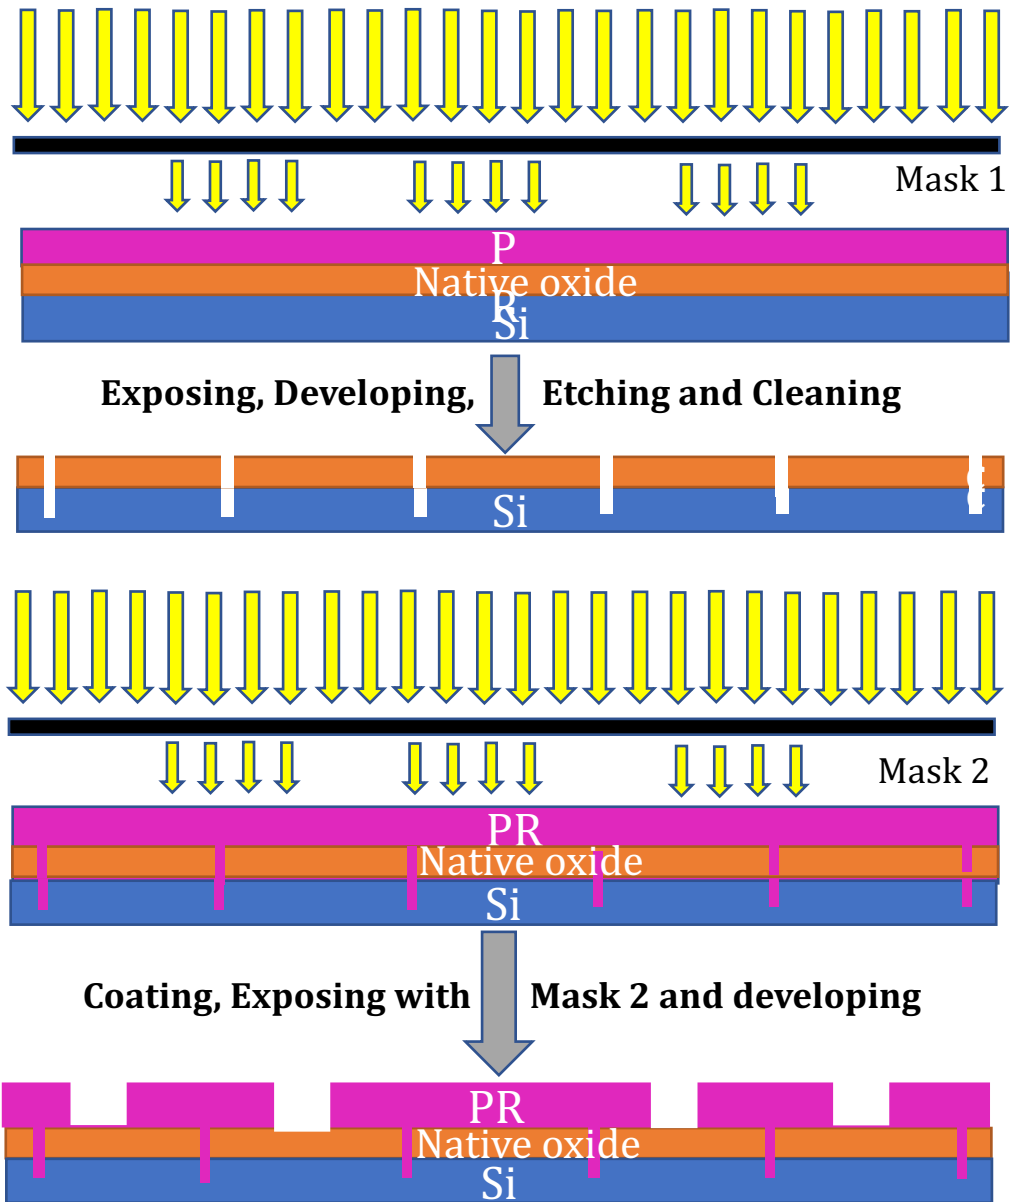 Mask 1
P
Native oxide
R
Si
Exposing, Developing, Etching and Cleaning
Si
Mask 2
PR
Native oxide
Si
Coating, Exposing with Mask 2 and developing
PR
Native oxide
Si